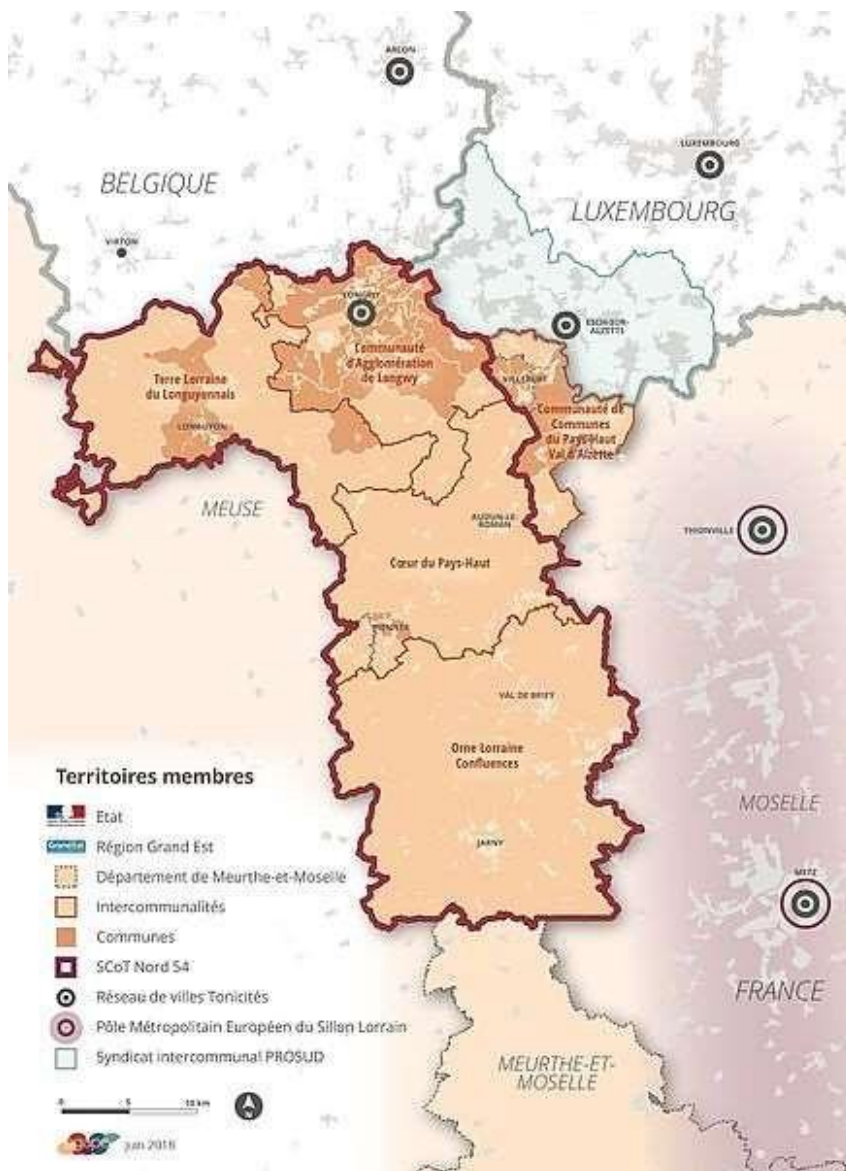 ARLON
LUXEMBOURG
BELGIQUE
LUXEMBOURG
VIRTON
LONGWY
ESCH-SUR-
ALZETTE
Communauté
d'Agglomération
de Longwy
Terre Lorraine
du Longuyonnais
VILLERUPT
Communauté de
Communes
du Pays-Haut
Val d'Alzette
LONGUYON
MEUSE
AUDUN-LE-
ROMAN
THIONVILLE
Cœur du Pays-Haut
VAL DE BRIEY
Orne Lorraine
Confluences
Territoires membres
MOSELLE
Etat
Région Grand Est
JARNY
Département de Meurthe-et-Moselle
METZ
Intercommunalités
Communes
SCoT Nord 54
Réseau de villes Tonicités
FRANCE
Pôle Métropolitain Européen du Sillon Lorrain
Syndicat intercommunal PROSUD
MEURTHE-ET-
MOSELLE
0 5 10 km
N
juin 2018